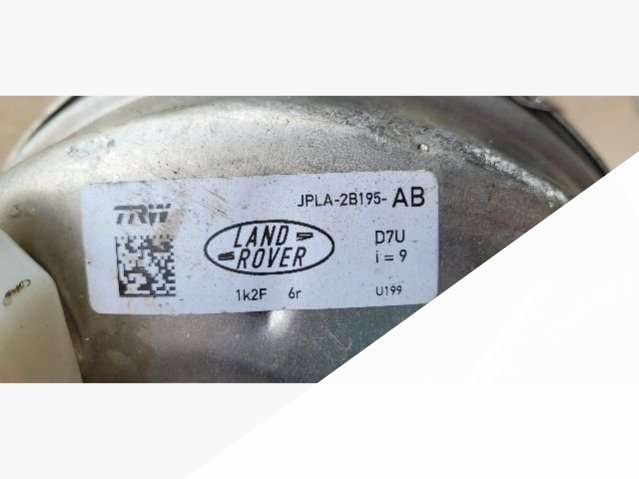 TRW
JPLA-2B195- AB
LAND
ROVER
D7U
i = 9
1k2F 6r
U199